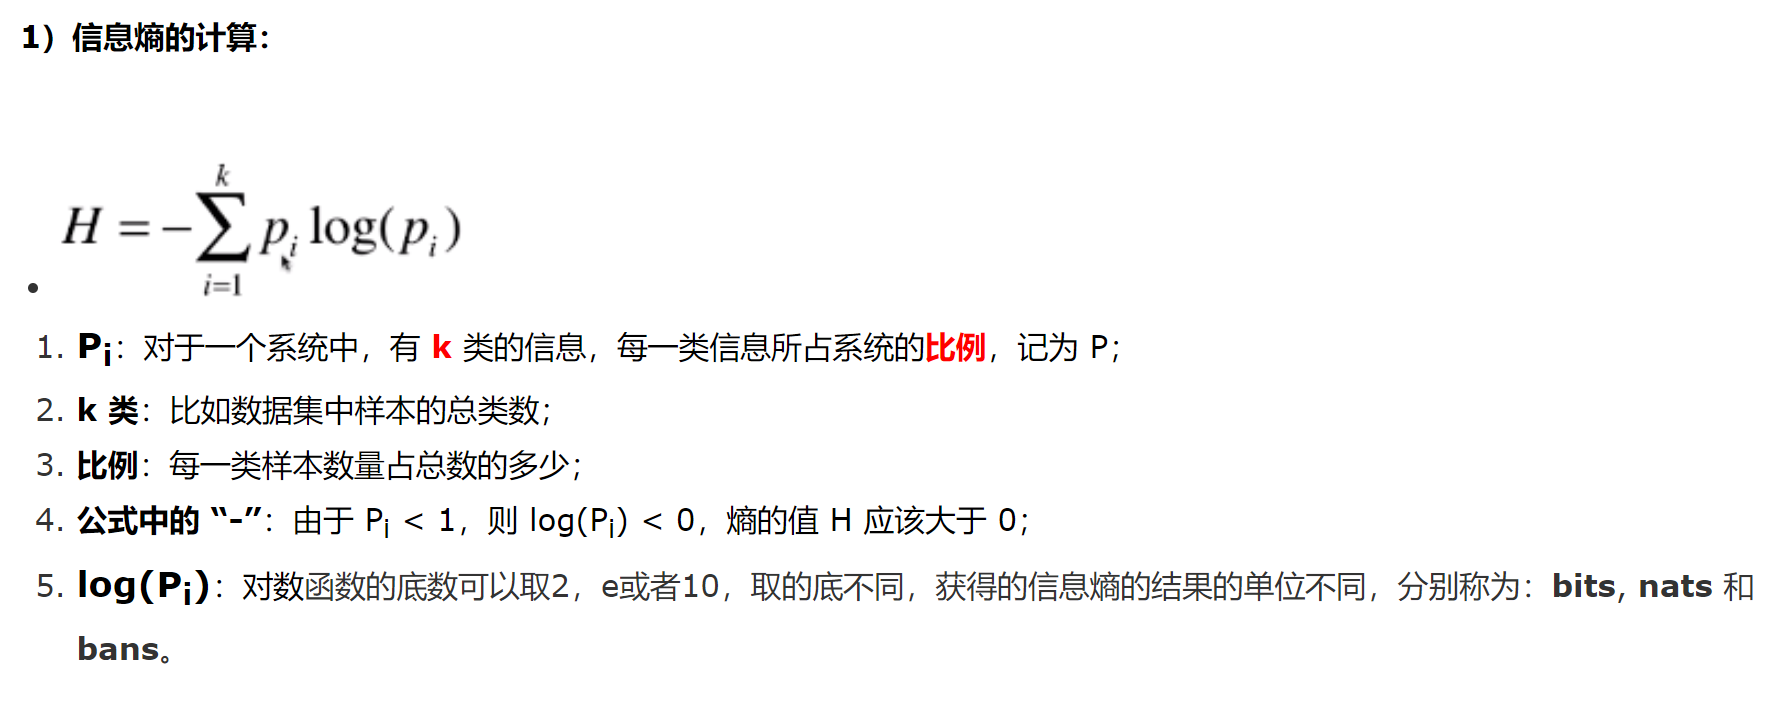 1）信息熵的计算：
H = -∑_{i=1}^{k} p_i log(p_i)
1. P_i：对于一个系统中，有 k 类的信息，每一类信息所占系统的比例，记为 P；
2. k 类：比如数据集中样本的总类数；
3. 比例：每一类样本数量占总数的多少；
4. 公式中的 “-”：由于 P_i < 1，则 log(P_i) < 0，熵的值 H 应该大于 0；
5. log(P_i)：对数函数的底数可以取2，e或者10，取的底不同，获得的信息熵的结果的单位不同，分别称为：bits, nats 和
bans。